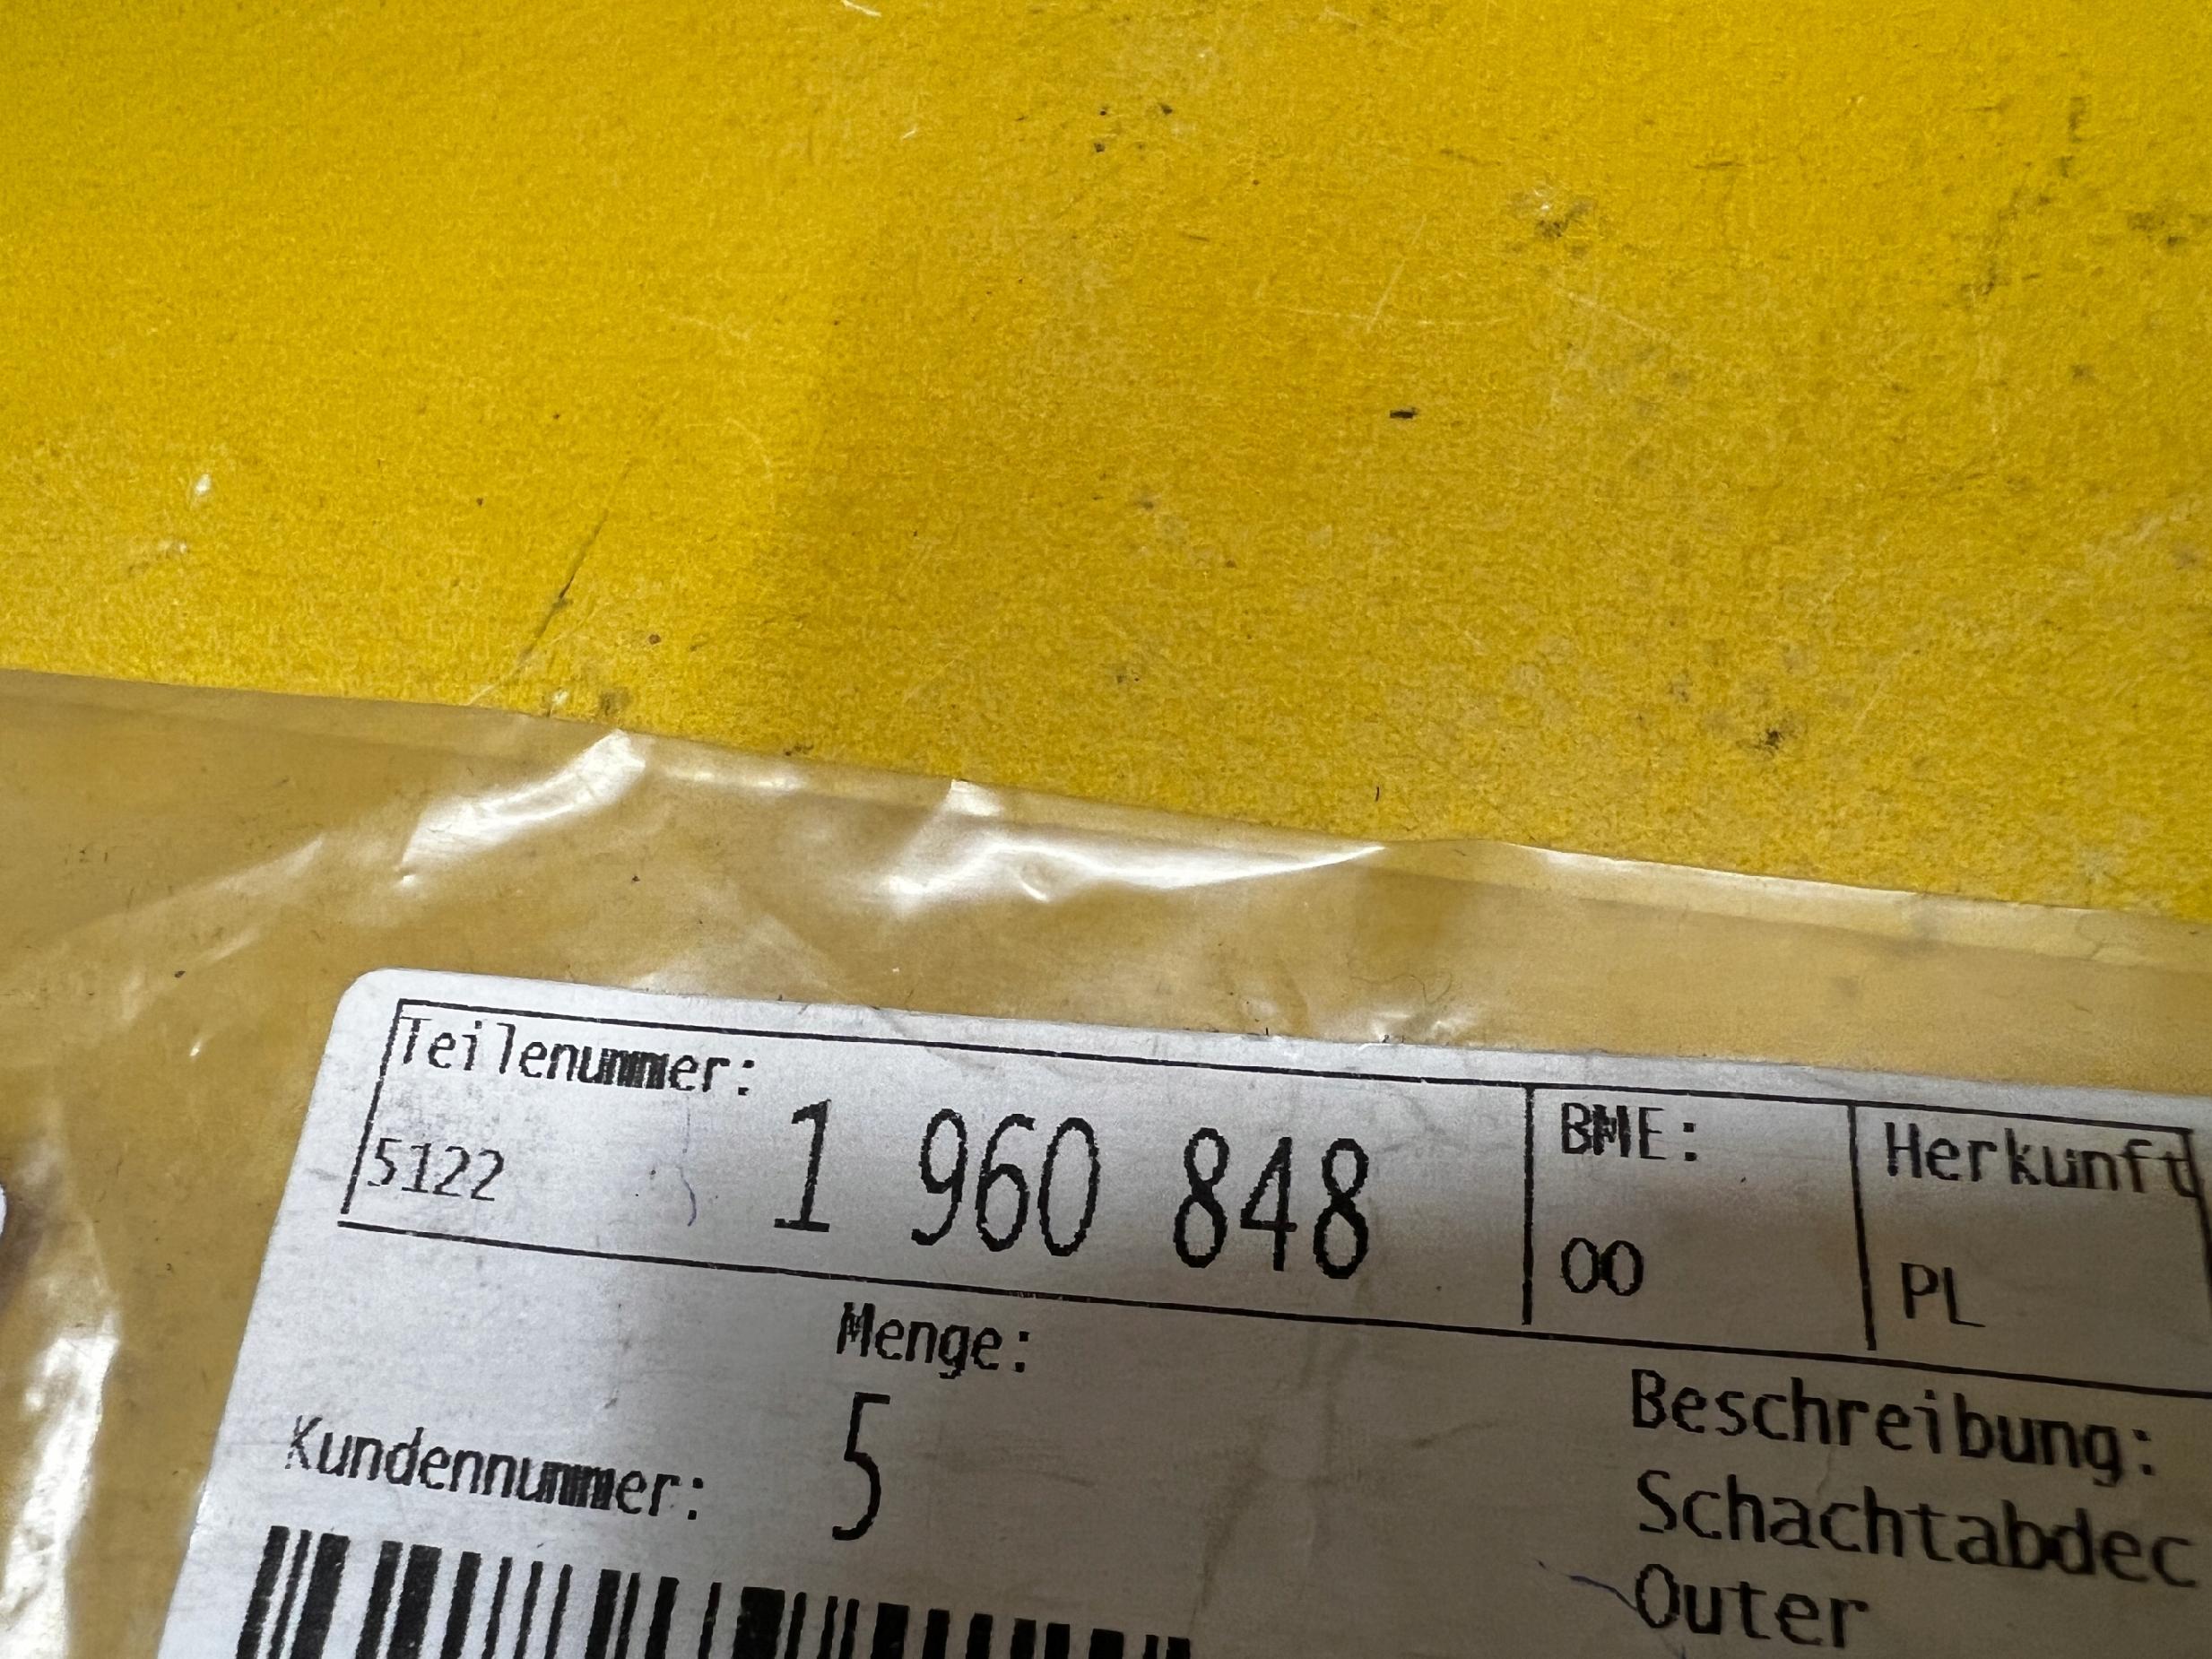 Teilenummer:
5122 1 960 848
BME:
00
Herkunft
PL
Menge:
5
Kundennummer:
Beschreibung:
Schachtabdec
Outer